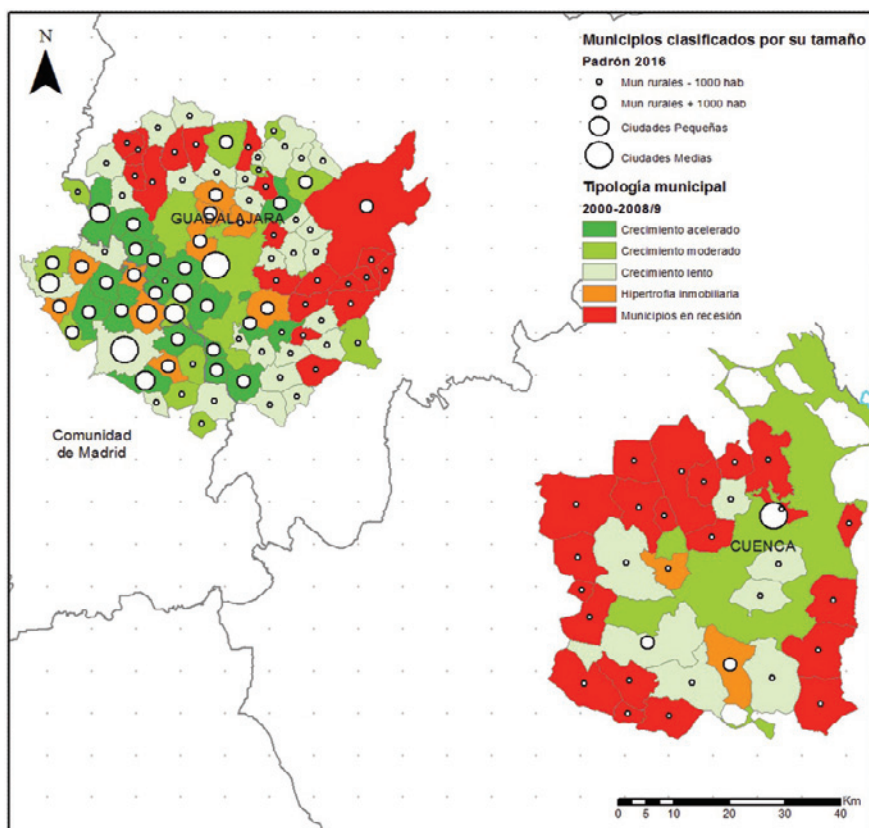 N
Municipios clasificados por su tamaño
Padrón 2016
Mun rurales - 1000 hab
Mun rurales + 1000 hab
Ciudades Pequeñas
Ciudades Medias
Tipología municipal
2000-2008/9
Crecimiento acelerado
Crecimiento moderado
Crecimiento lento
Hipertrofia inmobiliaria
Municipios en recesión
GUADALAJARA
Comunidad
de Madrid
CUENCA
Km
0 5 10 20 30 40